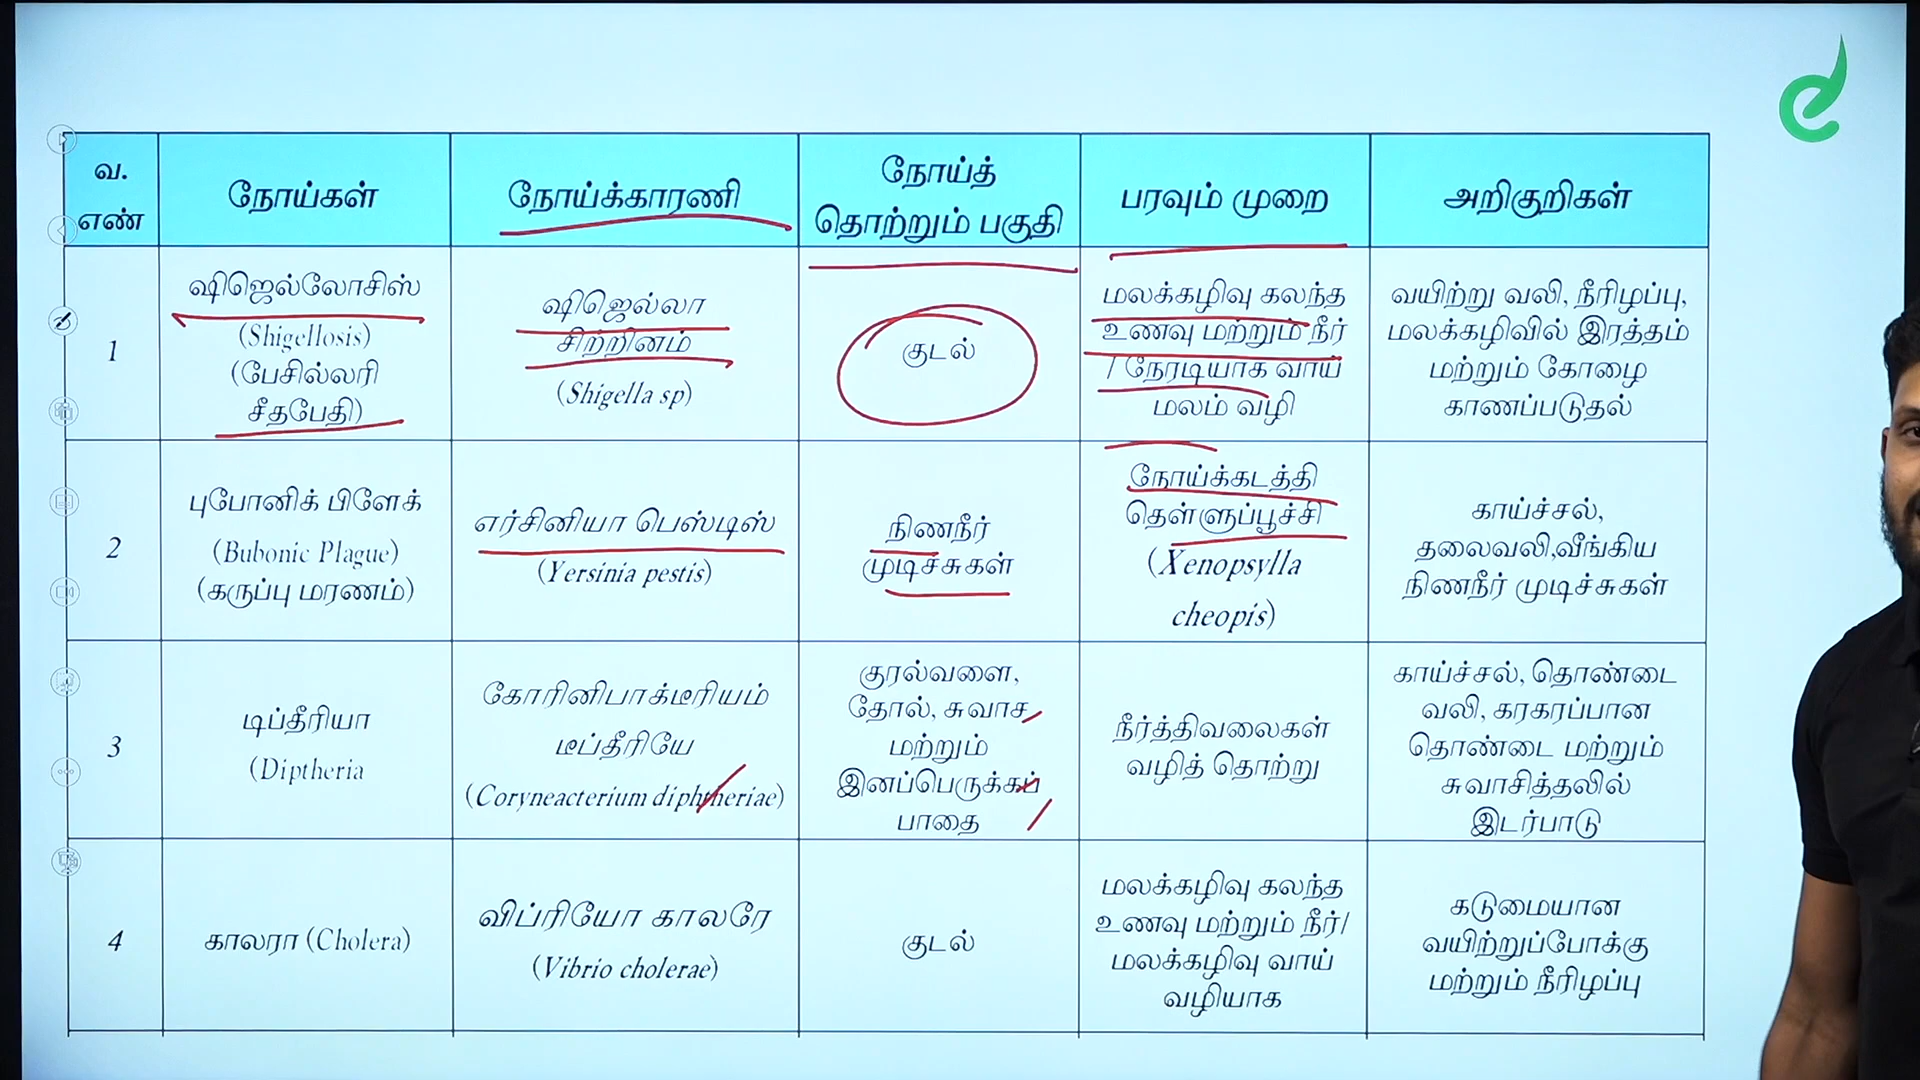 வ.
எண்
நோய்கள்
நோய்க்காரணி
நோய்த்
தொற்றும் பகுதி
பரவும் முறை
அறிகுறிகள்
1
ஷிஜெல்லோசிஸ்
(Shigellosis)
(பேசில்லரி
சீதபேதி)
ஷிஜெல்லா
சிற்றினம்
(Shigella sp)
குடல்
மலக்கழிவு கலந்த
உணவு மற்றும் நீர்
/ நேரடியாக வாய்
மலம் வழி
வயிற்று வலி, நீரிழப்பு,
மலக்கழிவில் இரத்தம்
மற்றும் கோழை
காணப்படுதல்
2
புபோனிக் பிளேக்
(Bubonic Plague)
(கருப்பு மரணம்)
எர்சினியா பெஸ்டிஸ்
(Yersinia pestis)
நிணநீர்
முடிச்சுகள்
நோய்க்கடத்தி
தெள்ளுப்பூச்சி
(Xenopsylla
cheopis)
காய்ச்சல்,
தலைவலி,வீங்கிய
நிணநீர் முடிச்சுகள்
3
டிப்தீரியா
(Diptheria
கோரினிபாக்டீரியம்
டீப்தீரியே
(Coryneacterium diphtheriae)
குரல்வளை,
தோல், சுவாச
மற்றும்
இனப்பெருக்கப்
பாதை
நீர்த்திவலைகள்
வழித் தொற்று
காய்ச்சல், தொண்டை
வலி, கரகரப்பான
தொண்டை மற்றும்
சுவாசித்தலில்
இடர்பாடு
4
காலரா (Cholera)
விப்ரியோ காலரே
(Vibrio cholerae)
குடல்
மலக்கழிவு கலந்த
உணவு மற்றும் நீர்/
மலக்கழிவு வாய்
வழியாக
கடுமையான
வயிற்றுப்போக்கு
மற்றும் நீரிழப்பு